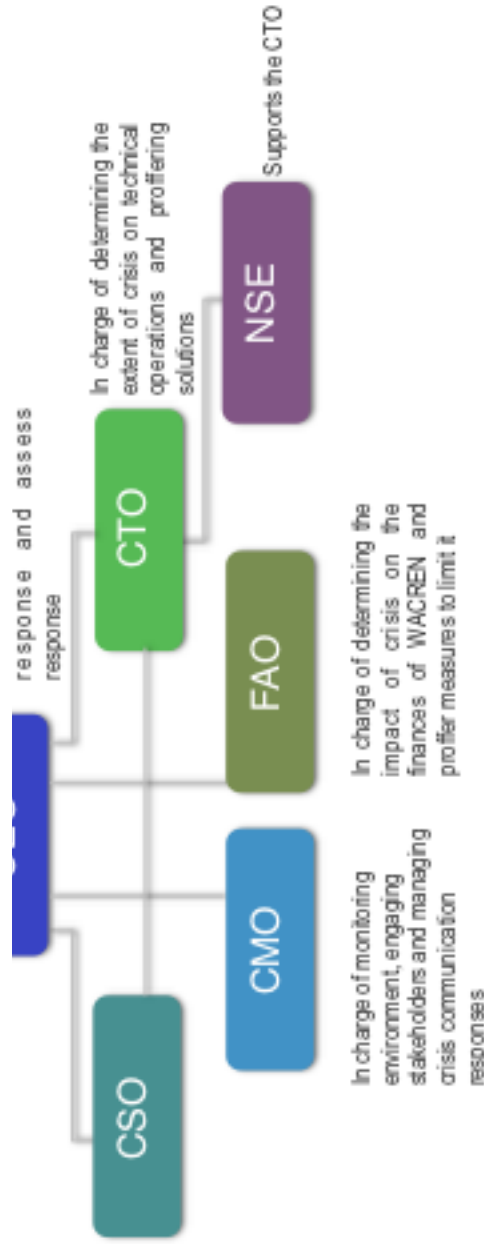 response and assess
response
CSO
CTO
In charge of determining the
extent of crisis on technical
operations and proffering
solutions
CMO
FAO
NSE
Supports the CTO
In charge of monitoring
environment, engaging
stakeholders and managing
crisis communication
responses
In charge of determining the
impact of crisis on the
finances of WACREN and
proffer measures to limit it